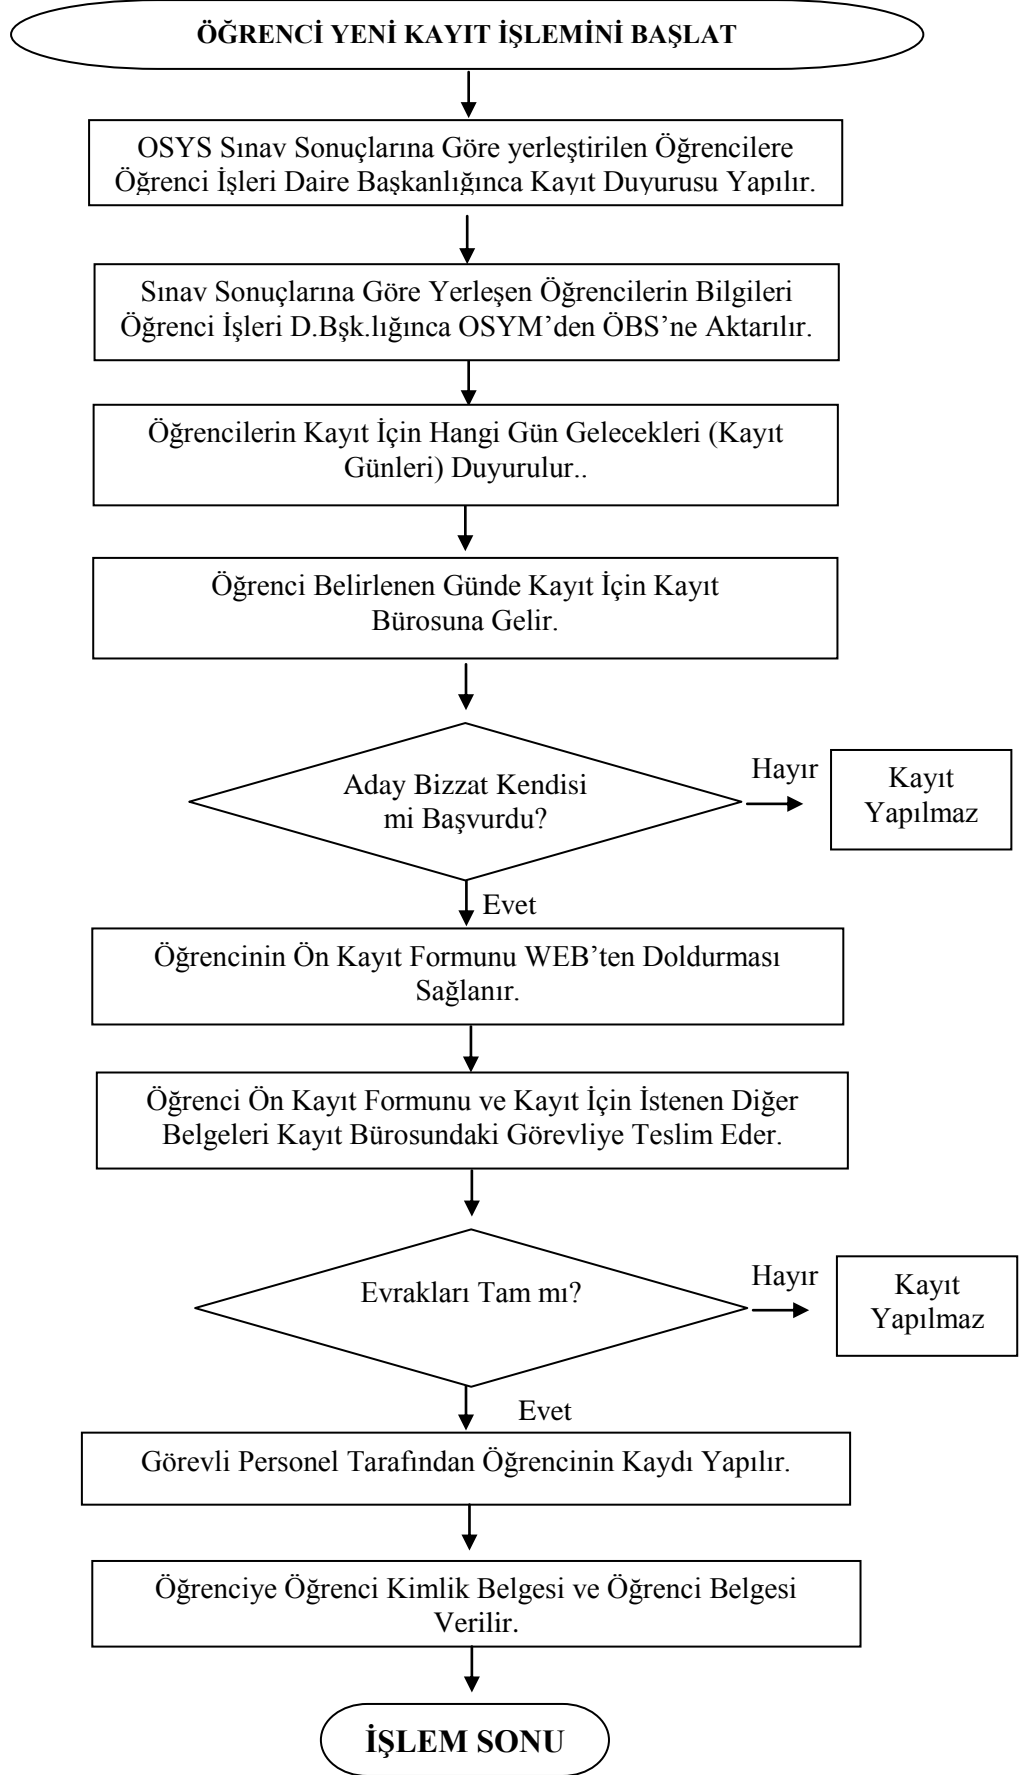 ÖĞRENCİ YENİ KAYIT İŞLEMİNİ BAŞLAT
OSYS Sınav Sonuçlarına Göre yerleştirilen Öğrencilere
Öğrenci İşleri Daire Başkanlığınca Kayıt Duyurusu Yapılır.
Sınav Sonuçlarına Göre Yerleşen Öğrencilerin Bilgileri
Öğrenci İşleri D.Bşk.lığınca OSYM’den ÖBS’ne Aktarılır.
Öğrencilerin Kayıt İçin Hangi Gün Gelecekleri (Kayıt
Günleri) Duyurulur..
Öğrenci Belirlenen Günde Kayıt İçin Kayıt
Bürosuna Gelir.
Aday Bizzat Kendisi
mi Başvurdu?
Hayır
Kayıt
Yapılmaz
Evet
Öğrencinin Ön Kayıt Formunu WEB’ten Doldurması
Sağlanır.
Öğrenci Ön Kayıt Formunu ve Kayıt İçin İstenen Diğer
Belgeleri Kayıt Bürosundaki Görevliye Teslim Eder.
Evrakları Tam mı?
Hayır
Kayıt
Yapılmaz
Evet
Görevli Personel Tarafından Öğrencinin Kaydı Yapılır.
Öğrenciye Öğrenci Kimlik Belgesi ve Öğrenci Belgesi
Verilir.
İŞLEM SONU